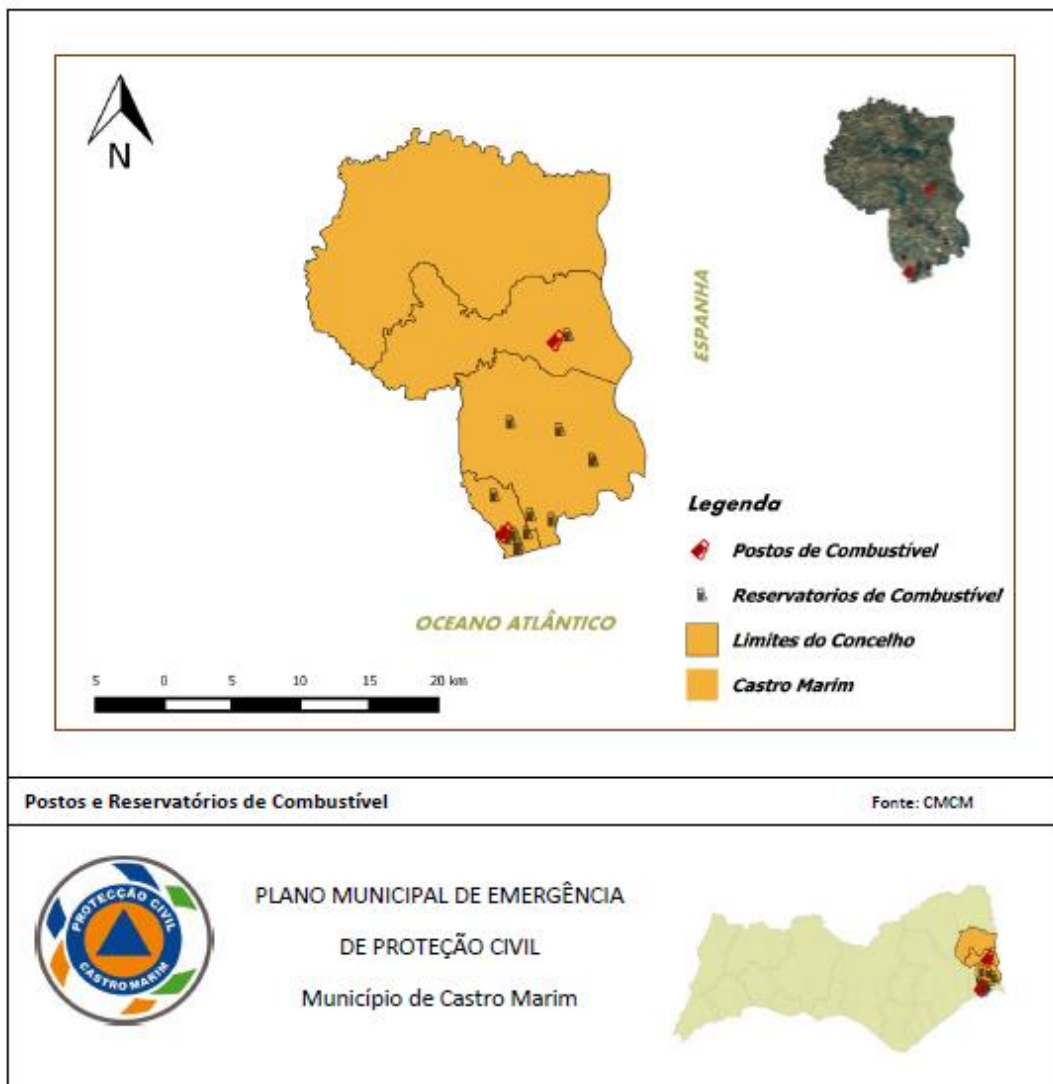 N
ESPANHA
OCEANO ATLÂNTICO
Legenda
Postos de Combustível
Reservatorios de Combustível
Limites do Concelho
Castro Marim
5 0 5 10 15 20 km
Postos e Reservatórios de Combustível Fonte: CMCM
PROTECÇÃO CIVIL
CASTRO MARIM
PLANO MUNICIPAL DE EMERGÊNCIA
DE PROTEÇÃO CIVIL
Município de Castro Marim